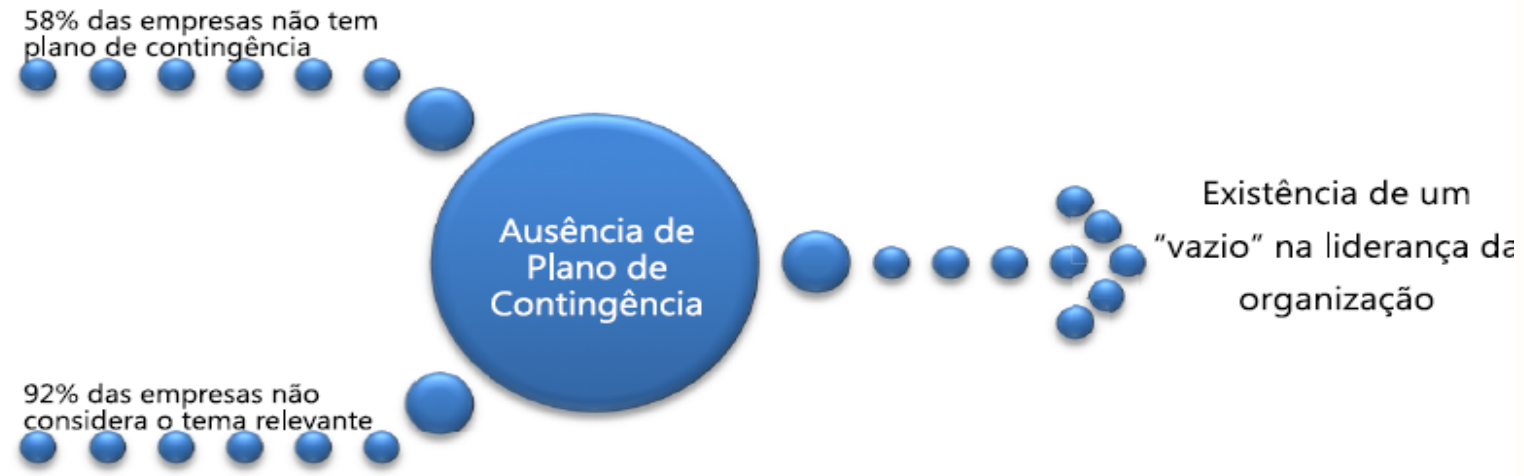 58% das empresas não tem
plano de contingência
Ausência de
Plano de
Contingência
92% das empresas não
considera o tema relevante
Existência de um
“vazio” na liderança da
organização